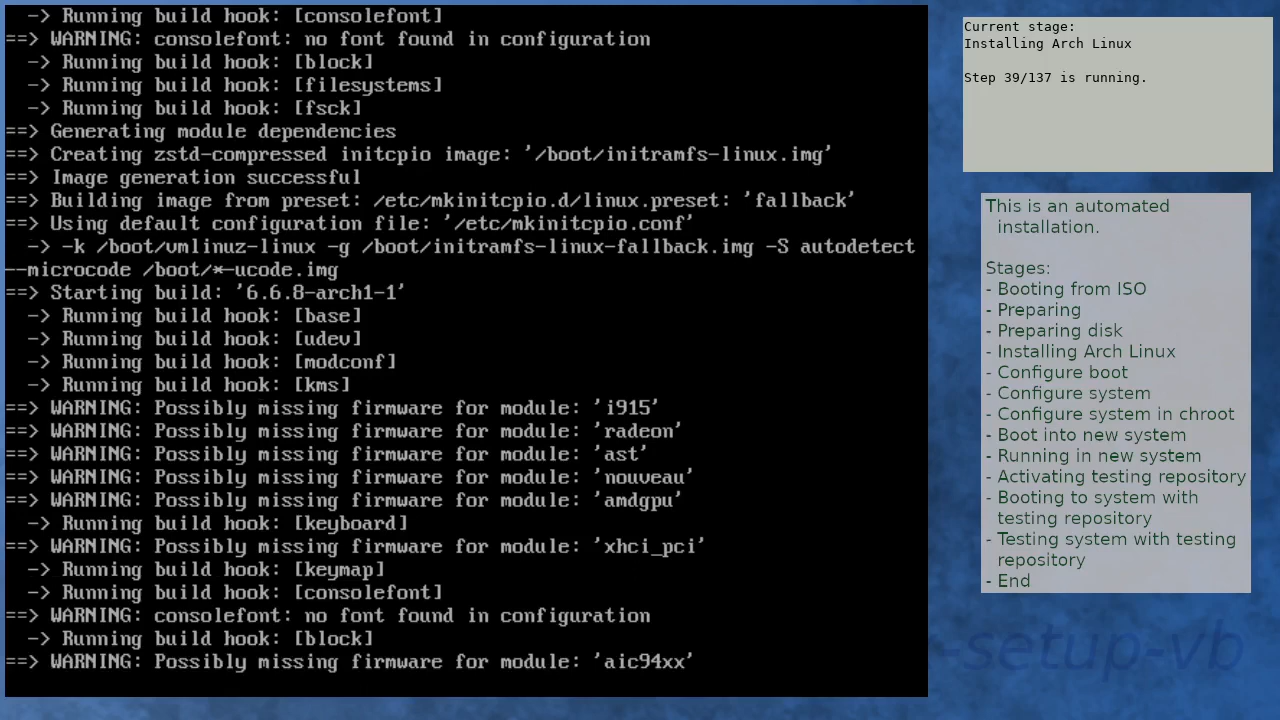 -> Running build hook: [consolefont]
==> WARNING: consolefont: no font found in configuration
-> Running build hook: [block]
-> Running build hook: [filesystems]
-> Running build hook: [fsck]
==> Generating module dependencies
==> Creating zstd-compressed initcpio image: '/boot/initramfs-linux.img'
==> Image generation successful
==> Building image from preset: /etc/mkinitcpio.d/linux.preset: 'fallback'
==> Using default configuration file: '/etc/mkinitcpio.conf'
-> -k /boot/vmlinuz-linux -g /boot/initramfs-linux-fallback.img -S autodetect
--microcode /boot/*-ucode.img
==> Starting build: '6.6.8-arch1-1'
-> Running build hook: [base]
-> Running build hook: [udev]
-> Running build hook: [modconf]
-> Running build hook: [kms]
==> WARNING: Possibly missing firmware for module: 'i915'
==> WARNING: Possibly missing firmware for module: 'radeon'
==> WARNING: Possibly missing firmware for module: 'ast'
==> WARNING: Possibly missing firmware for module: 'nouveau'
==> WARNING: Possibly missing firmware for module: 'amdgpu'
-> Running build hook: [keyboard]
==> WARNING: Possibly missing firmware for module: 'xhci_pci'
-> Running build hook: [keymap]
-> Running build hook: [consolefont]
==> WARNING: consolefont: no font found in configuration
-> Running build hook: [block]
==> WARNING: Possibly missing firmware for module: 'aic94xx'
Current stage:
Installing Arch Linux
Step 39/137 is running.
This is an automated
installation.
Stages:
- Booting from ISO
- Preparing
- Preparing disk
- Installing Arch Linux
- Configure boot
- Configure system
- Configure system in chroot
- Boot into new system
- Running in new system
- Activating testing repository
- Booting to system with
testing repository
- Testing system with testing
repository
- End
-setup-vb